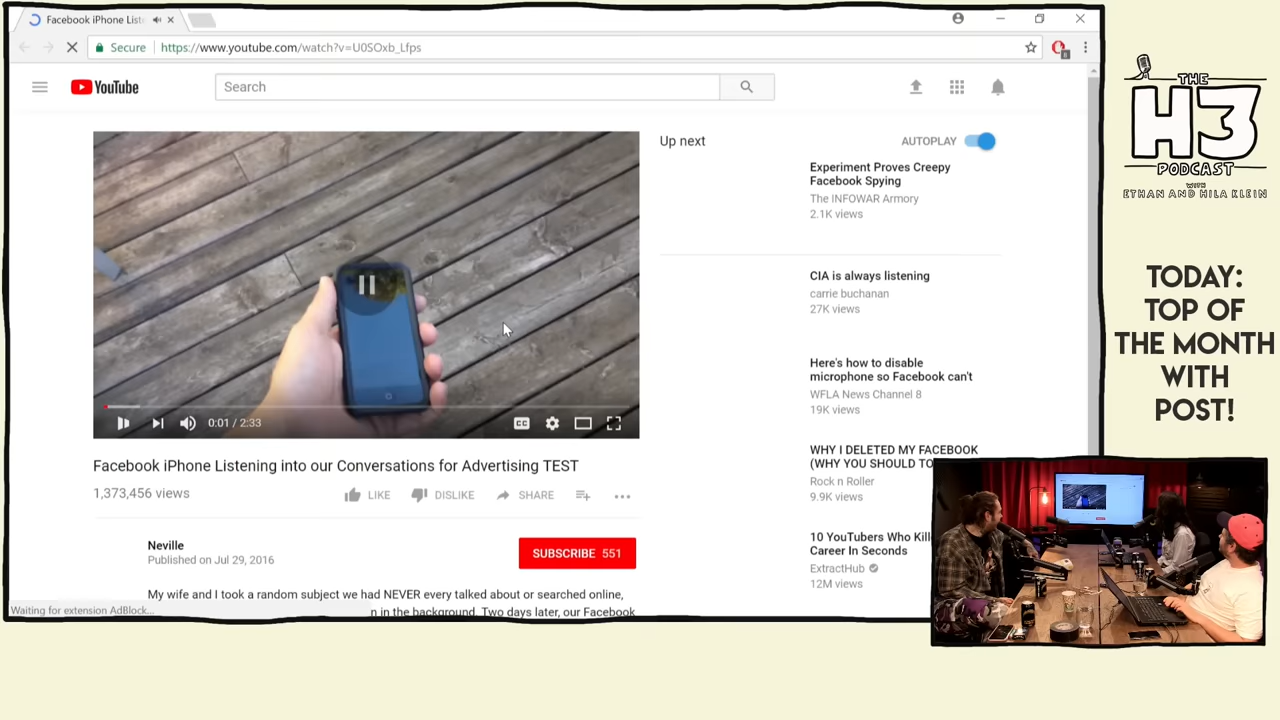 Facebook iPhone List
Secure https://www.youtube.com/watch?v=U0SOxb_Lfps
YouTube
Search
Up next
AUTOPLAY
Experiment Proves Creepy
Facebook Spying
The INFOWAR Armory
2.1K views
CIA is always listening
carrie buchanan
27K views
Here's how to disable
microphone so Facebook can't
WFLA News Channel 8
19K views
WHY I DELETED MY FACEBOOK
(WHY YOU SHOULD TO
Rock n Roller
9.9K views
10 YouTubers Who Kill
Career In Seconds
ExtractHub
12M views
0:01 / 2:33
CC
Facebook iPhone Listening into our Conversations for Advertising TEST
1,373,456 views
LIKE DISLIKE SHARE
Neville
Published on Jul 29, 2016
SUBSCRIBE 551
My wife and I took a random subject we had NEVER every talked about or searched online,
n in the background. Two days later, our Facebook
Waiting for extension AdBlock...
THE
H3
PODCAST
WITH
ETHAN AND HILA KLEIN
TODAY:
TOP OF
THE MONTH
WITH
POST!